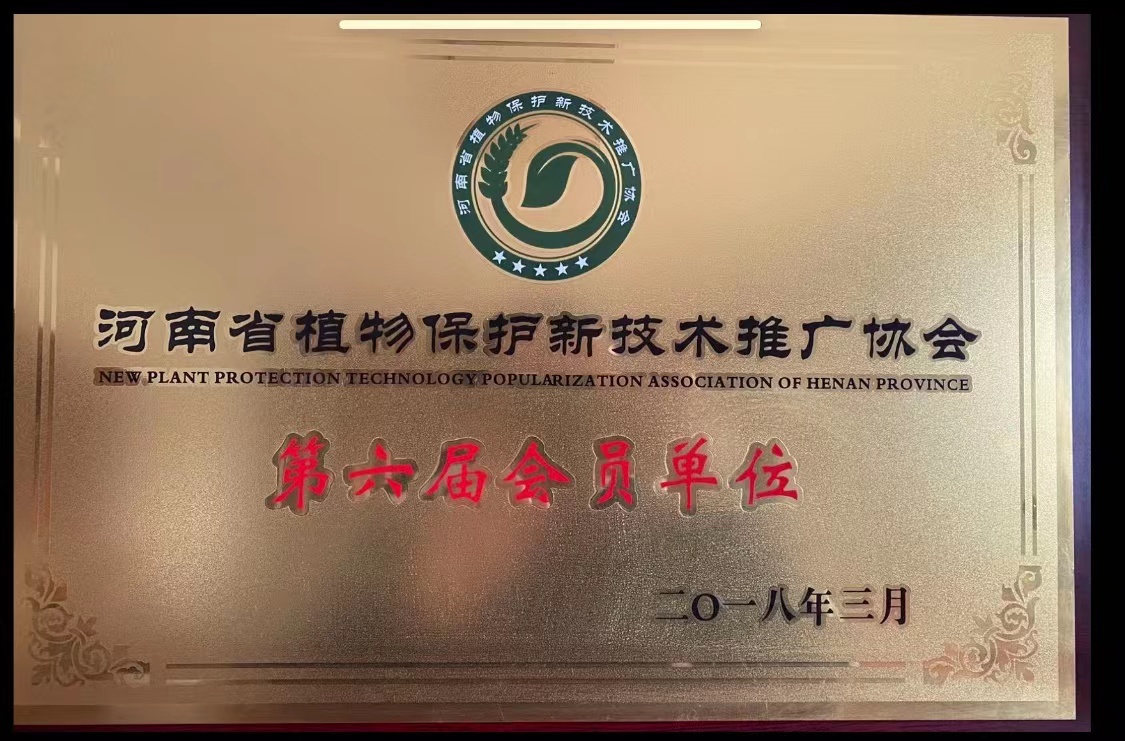 河南省植物保护新技术推广协会
河南省植物保护新技术推广协会
NEW PLANT PROTECTION TECHNOLOGY POPULARIZATION ASSOCIATION OF HENAN PROVINCE
第六届会员单位
二〇一八年三月